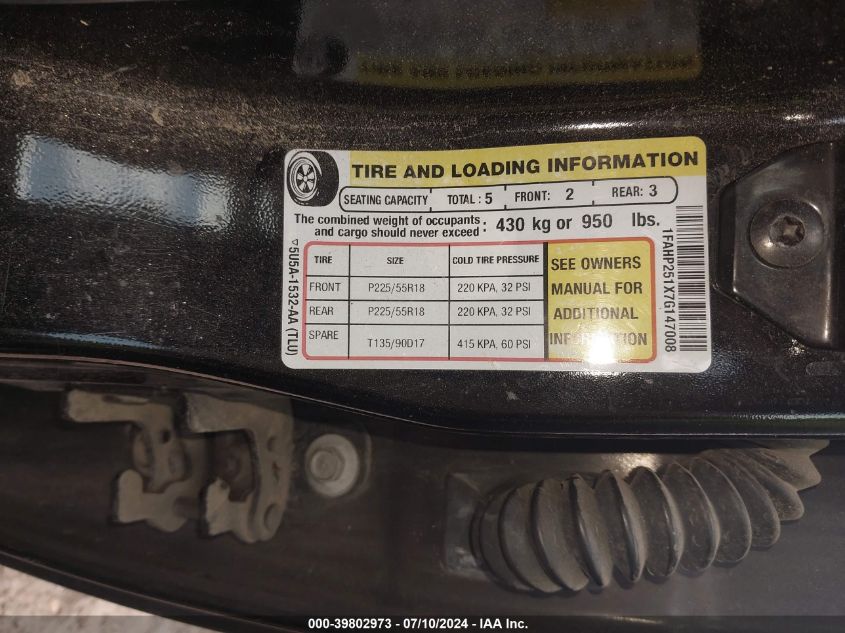 TIRE AND LOADING INFORMATION
SEATING CAPACITY TOTAL : 5 FRONT: 2 REAR: 3
The combined weight of occupants and cargo should never exceed : 430 kg or 950 lbs.
TIRE SIZE COLD TIRE PRESSURE
FRONT P225/55R18 220 KPA, 32 PSI
REAR P225/55R18 220 KPA, 32 PSI
SPARE T135/90D17 415 KPA, 60 PSI
SEE OWNERS
MANUAL FOR
ADDITIONAL
INFORMATION
5U5A-1532-AA (TLU)
1FAHP251X7G147008
000-39802973 - 07/10/2024 - IAA Inc.